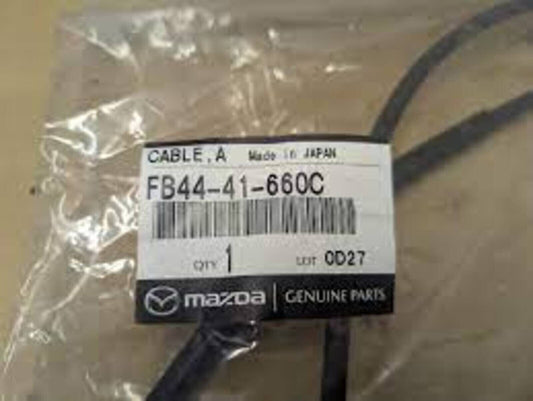 CABLE, A Made in JAPAN
FB44-41-660C
QTY 1 LOT 0D27
mazda GENUINE PARTS